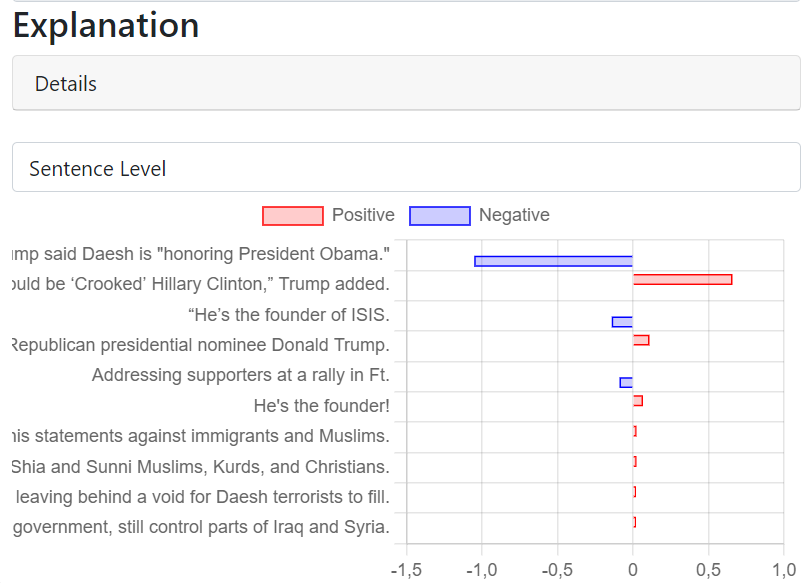 Explanation
Details
Sentence Level
Positive Negative
said Daesh is "honoring President Obama."
be ‘Crooked’ Hillary Clinton,” Trump added.
“He’s the founder of ISIS.
Republican presidential nominee Donald Trump.
Addressing supporters at a rally in Ft.
He's the founder!
statements against immigrants and Muslims.
Shia and Sunni Muslims, Kurds, and Christians.
leaving behind a void for Daesh terrorists to fill.
government, still control parts of Iraq and Syria.
-1,5 -1,0 -0,5 0 0,5 1,0